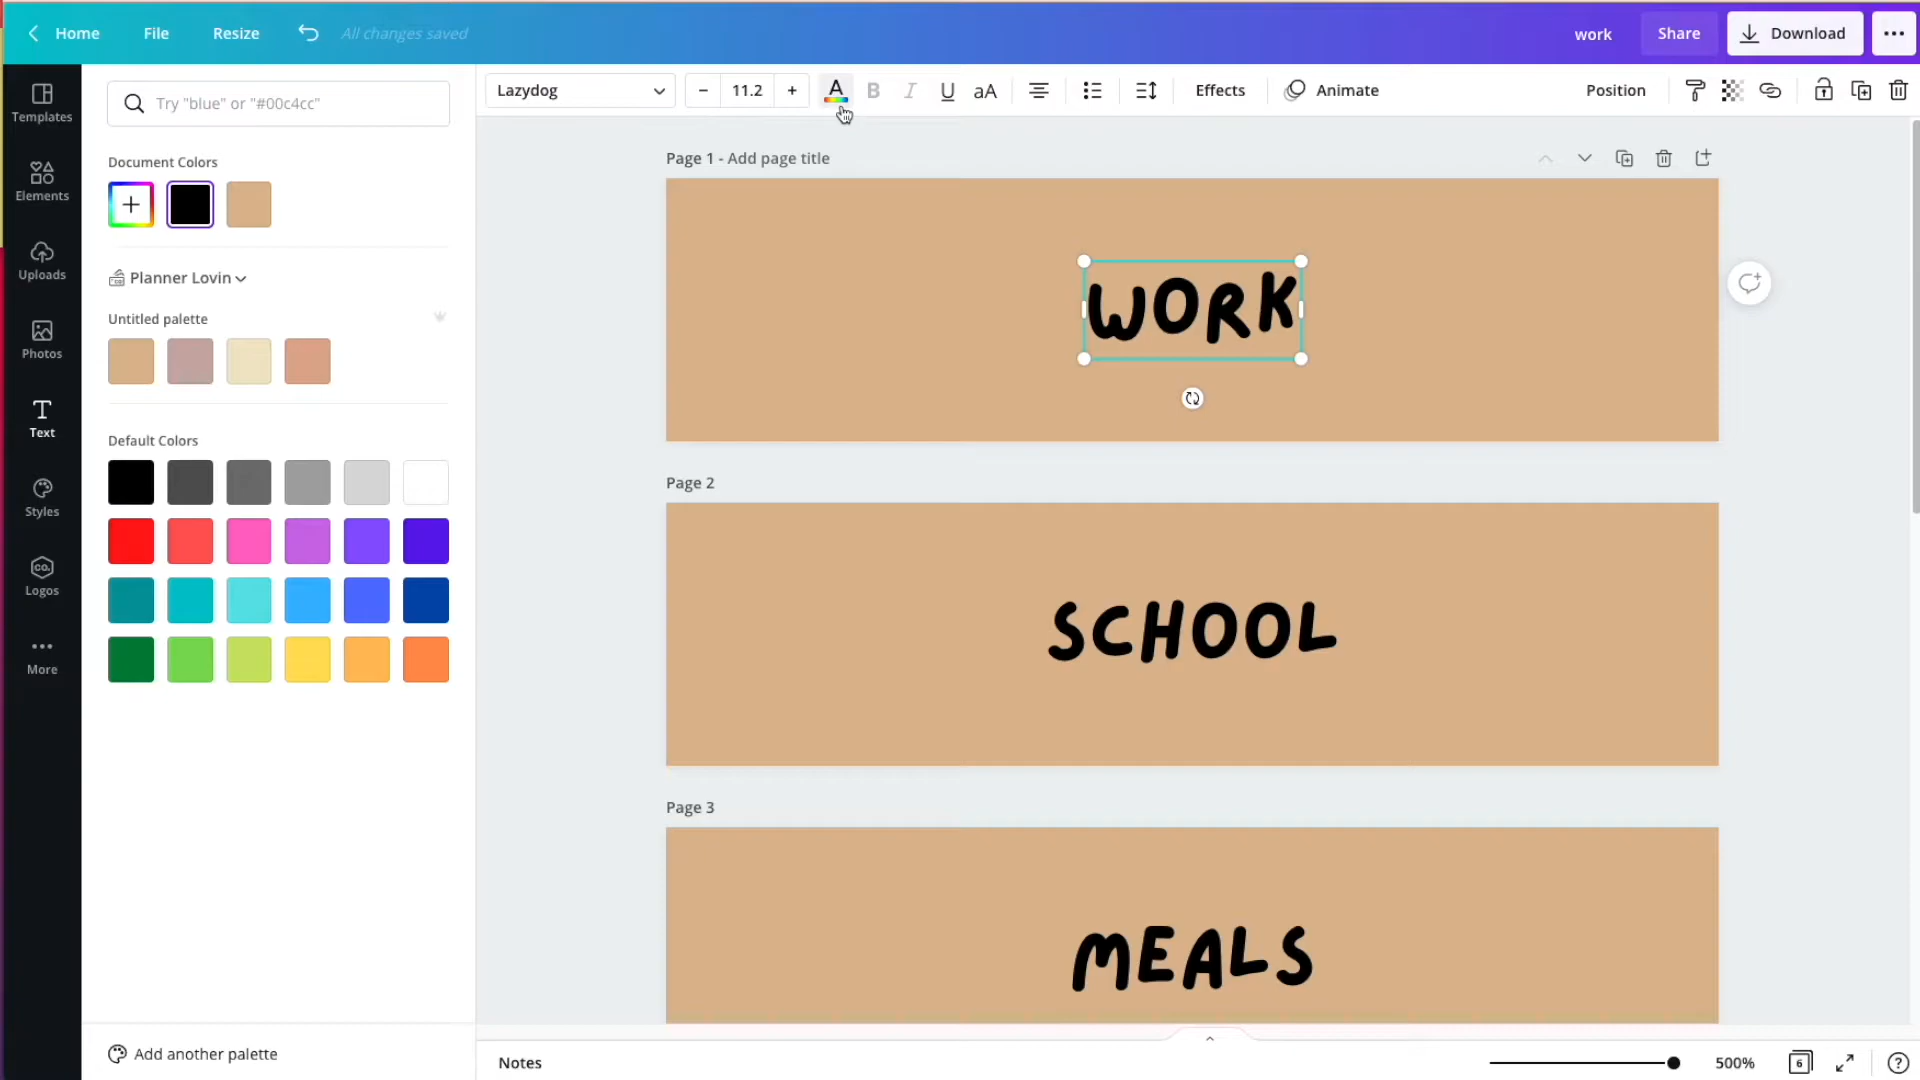 Home File Resize All changes saved work Share Download
Lazydog 11.2 A B I U aA Effects Animate Position
Templates
Elements
Uploads
Photos
Text
Styles
CO.
Logos
More
Try "blue" or "#00c4cc"
Document Colors
Planner Lovin
Untitled palette
Default Colors
Add another palette
Page 1 - Add page title
WORK
Page 2
SCHOOL
Page 3
MEALS
Notes 500% 6 ?